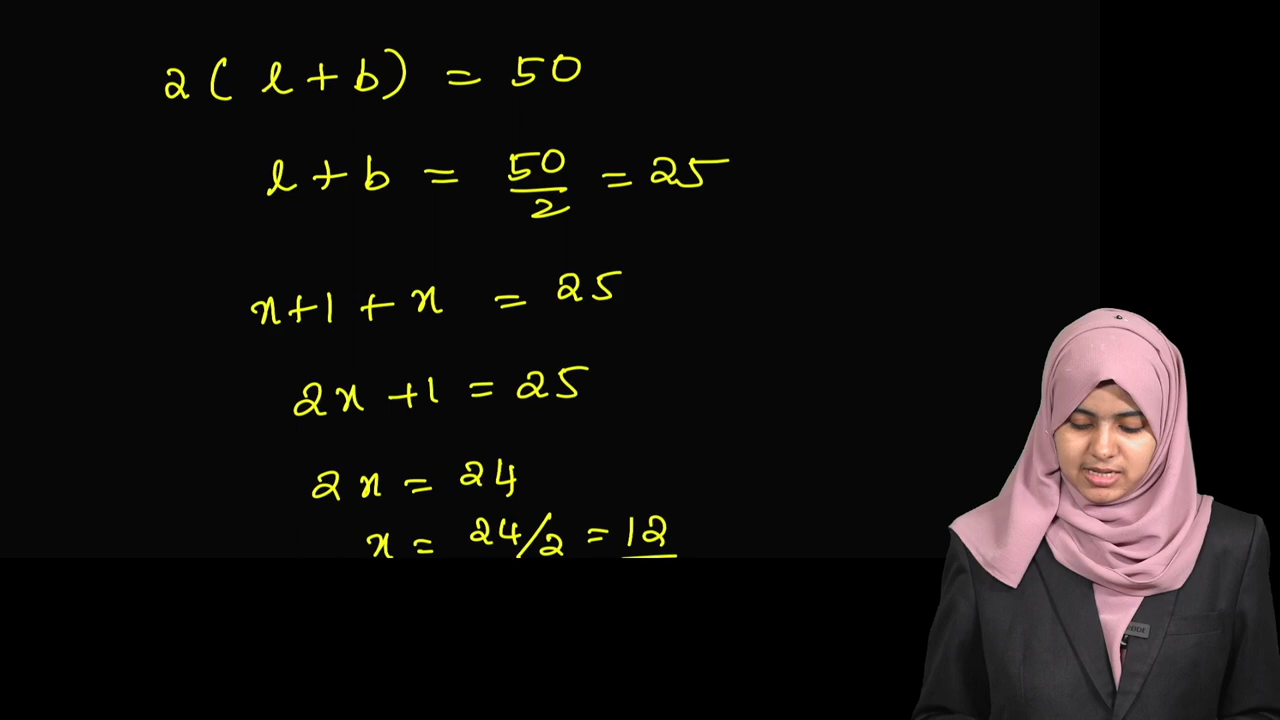 2(l+b) = 50
l+b = 50/2 = 25
x+1+x = 25
2x+1 = 25
2x = 24
x = 24/2 = 12